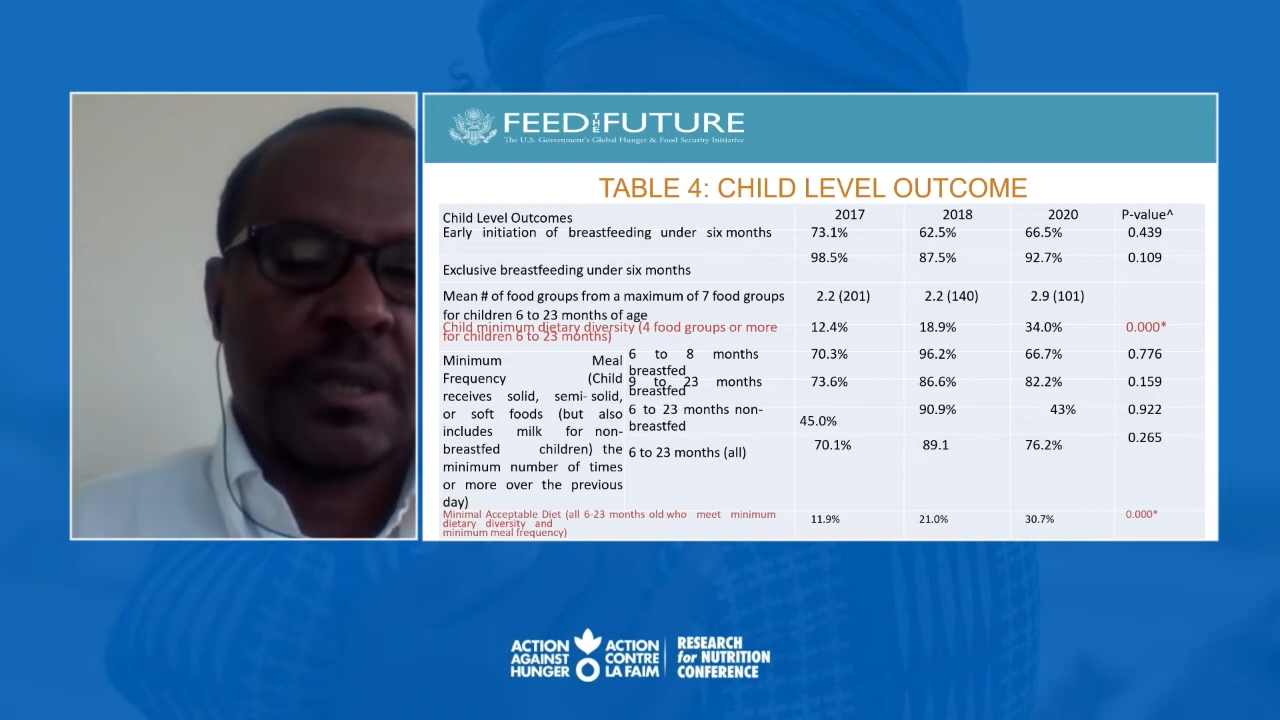 FEED THE FUTURE
The U.S. Government's Global Hunger & Food Security Initiative
TABLE 4: CHILD LEVEL OUTCOME
Child Level Outcomes 2017 2018 2020 P-value^
Early initiation of breastfeeding under six months 73.1% 62.5% 66.5% 0.439
Exclusive breastfeeding under six months 98.5% 87.5% 92.7% 0.109
Mean # of food groups from a maximum of 7 food groups 2.2 (201) 2.2 (140) 2.9 (101)
for children 6 to 23 months of age
Child minimum dietary diversity (4 food groups or more 12.4% 18.9% 34.0% 0.000*
for children 6 to 23 months)
Minimum Meal
Frequency (Child
receives solid, semi- solid,
or soft foods (but also
includes milk for non-
breastfed children) the
minimum number of times
or more over the previous
day)
6 to 8 months 70.3% 96.2% 66.7% 0.776
breastfed
9 to 23 months 73.6% 86.6% 82.2% 0.159
breastfed
6 to 23 months non- 90.9% 43% 0.922
breastfed 45.0%
6 to 23 months (all) 70.1% 89.1 76.2% 0.265
Minimal Acceptable Diet (all 6-23 months old who meet minimum 11.9% 21.0% 30.7% 0.000*
dietary diversity and
minimum meal frequency)
ACTION
AGAINST
HUNGER
ACTION
CONTRE
LA FAIM
RESEARCH
for NUTRITION
CONFERENCE